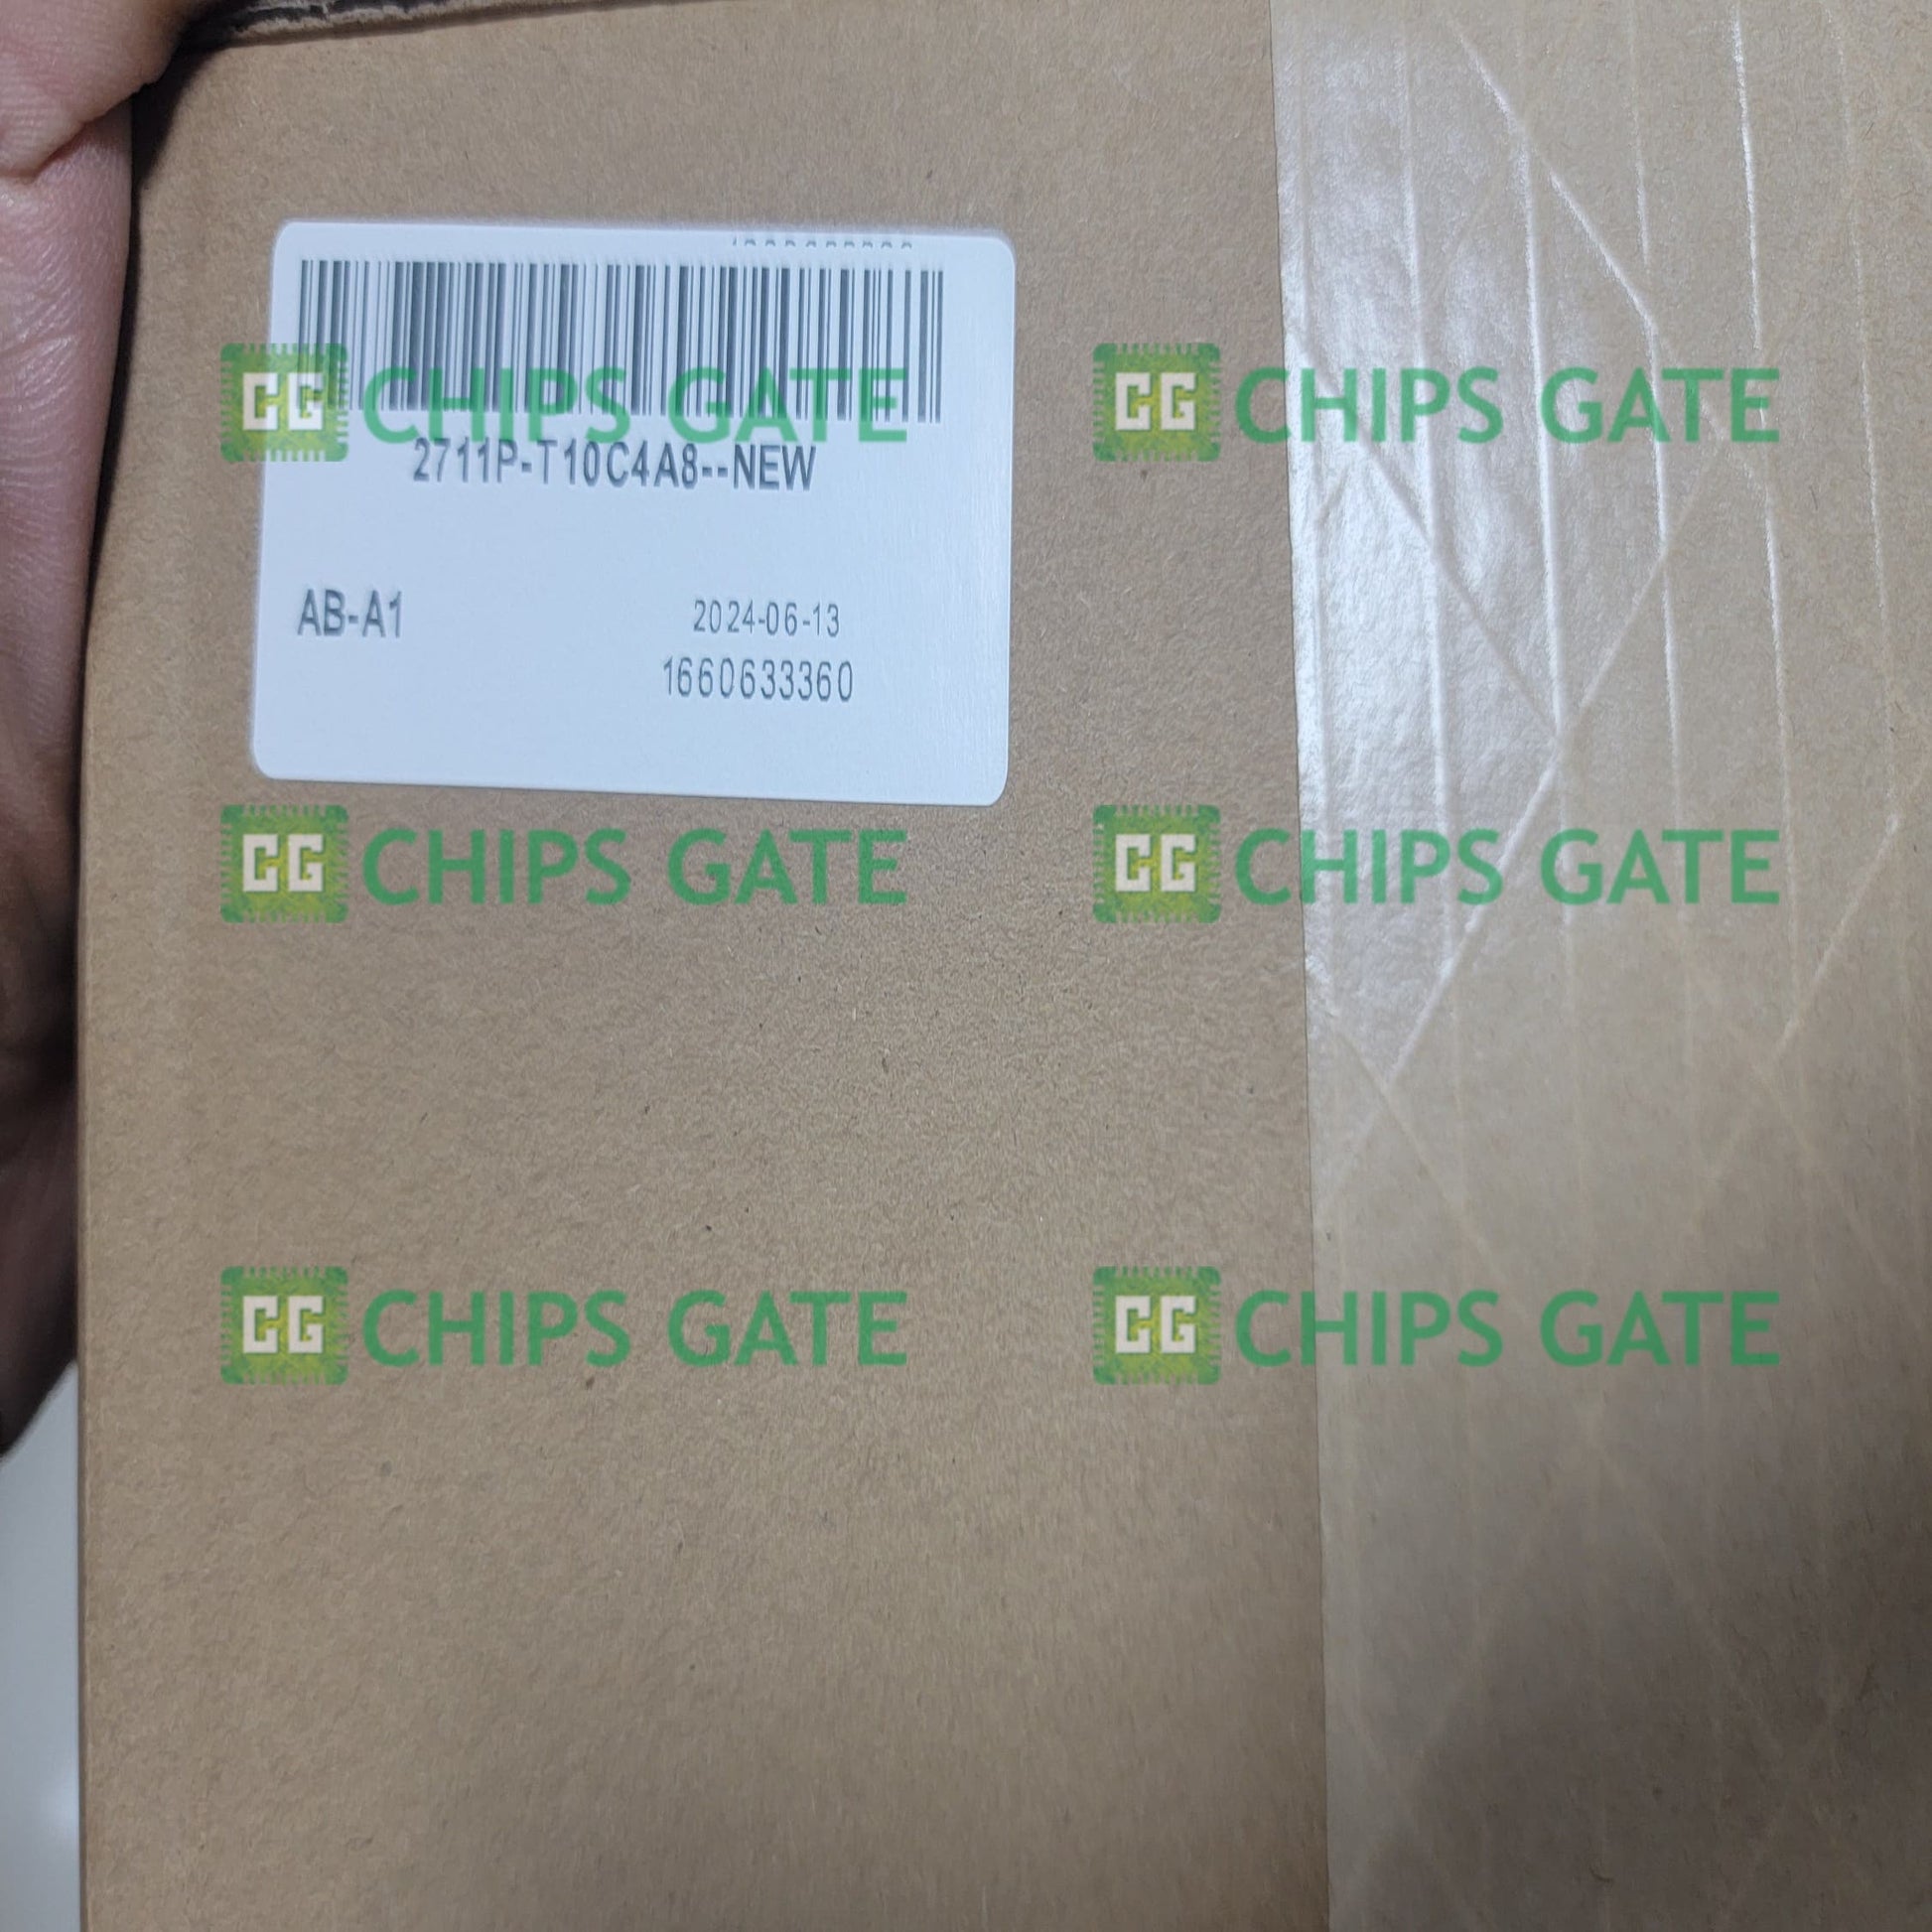 2711P-T10C4A8--NEW
AB-A1
2024-06-13
1660633360
CG CHIPS GATE
CG CHIPS GATE
CG CHIPS GATE
CG CHIPS GATE
CG CHIPS GATE
CG CHIPS GATE